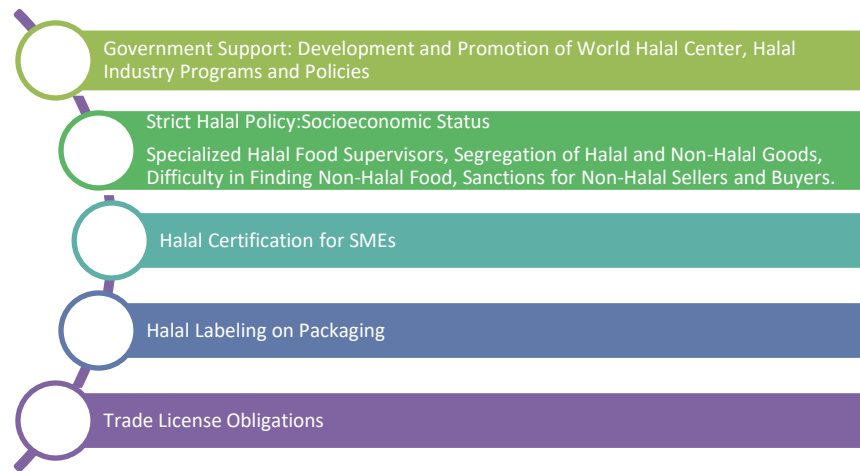 Government Support: Development and Promotion of World Halal Center, Halal
Industry Programs and Policies
Strict Halal Policy:Socioeconomic Status
Specialized Halal Food Supervisors, Segregation of Halal and Non-Halal Goods,
Difficulty in Finding Non-Halal Food, Sanctions for Non-Halal Sellers and Buyers.
Halal Certification for SMEs
Halal Labeling on Packaging
Trade License Obligations